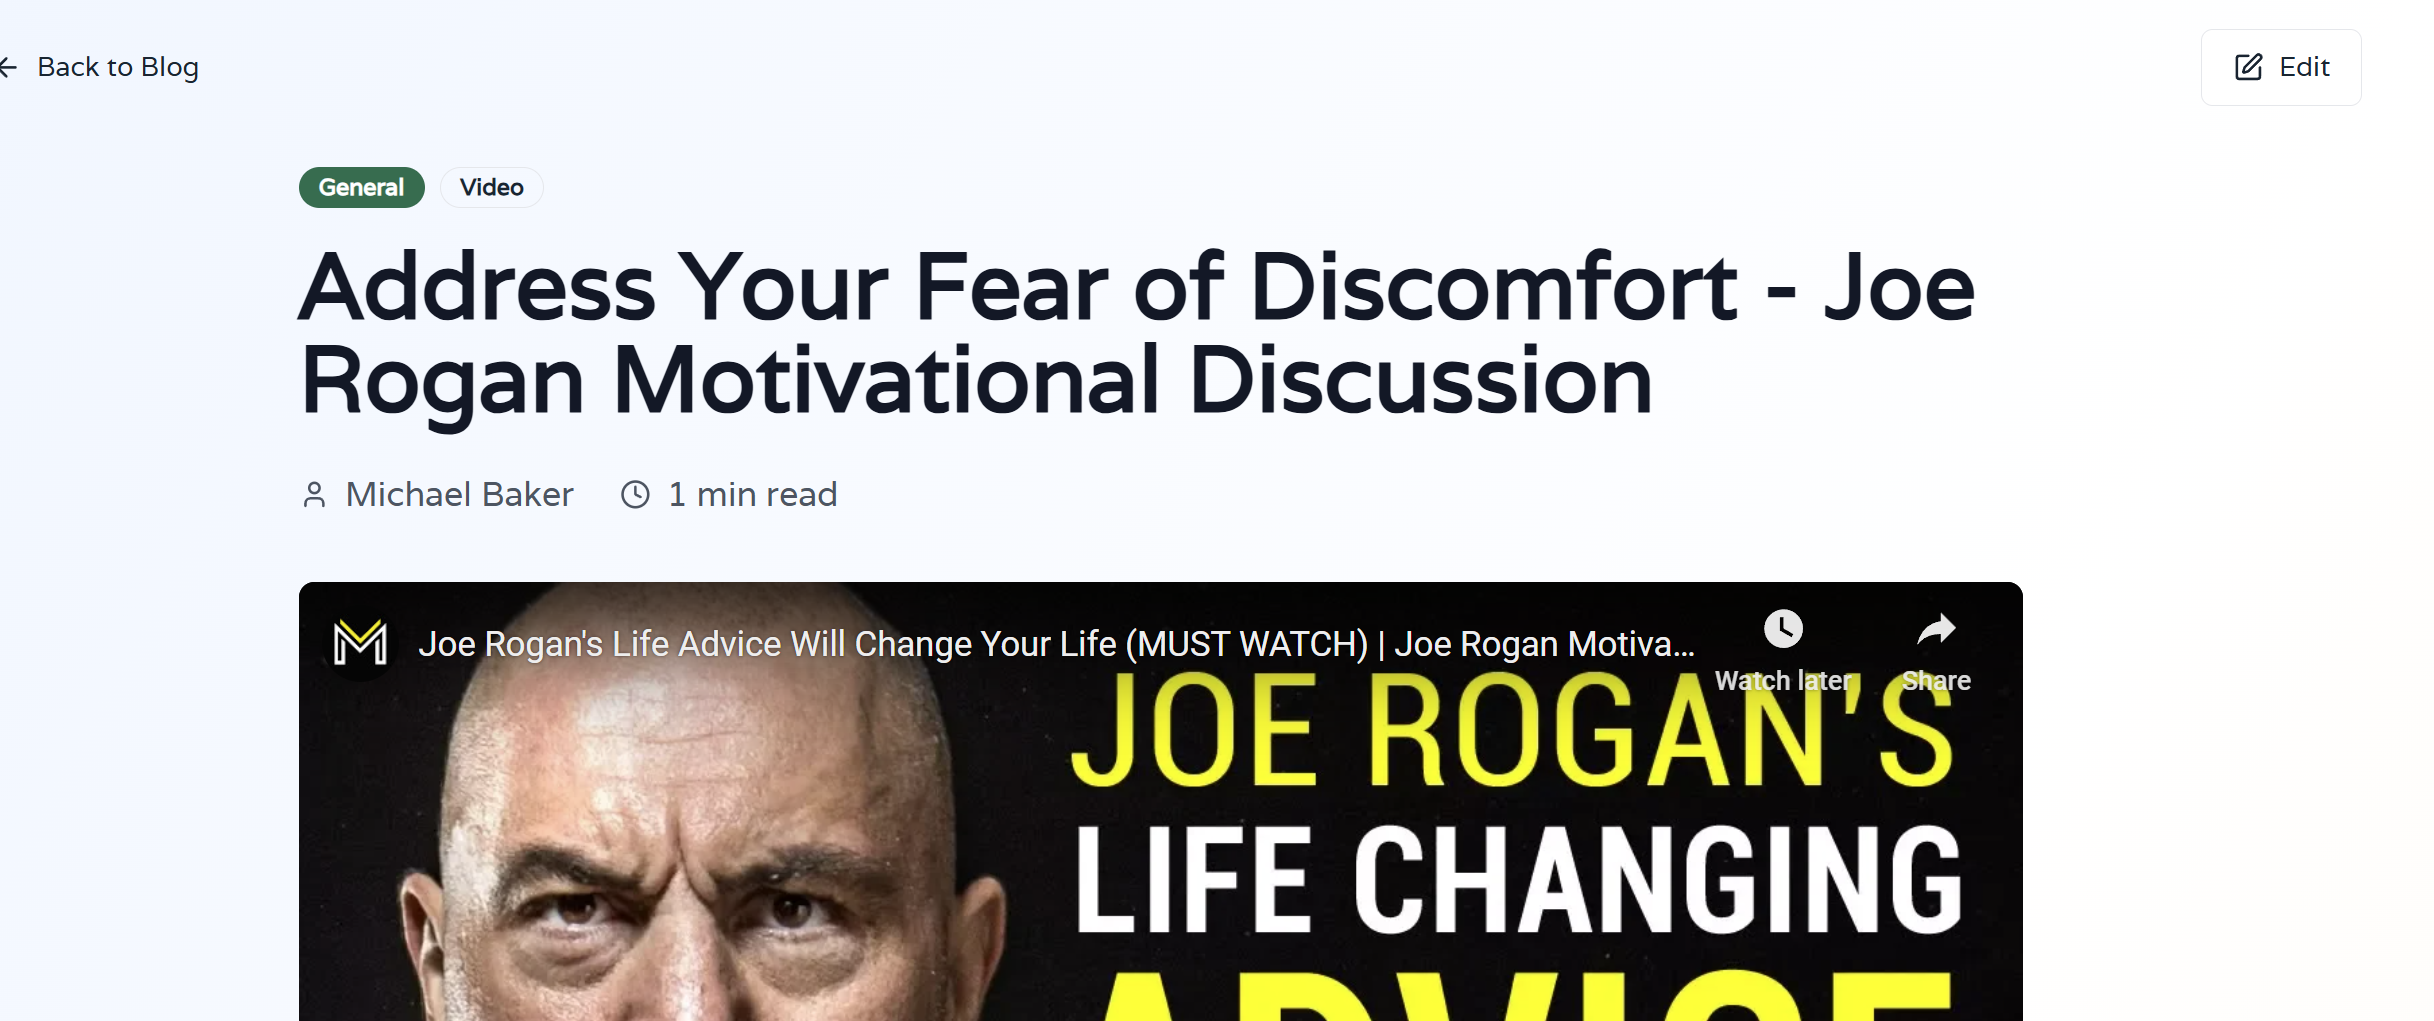 Back to Blog
Edit
General
Video
Address Your Fear of Discomfort - Joe
Rogan Motivational Discussion
Michael Baker
1 min read
Joe Rogan's Life Advice Will Change Your Life (MUST WATCH) | Joe Rogan Motiva...
Watch later
Share
JOE ROGAN'S
LIFE CHANGING
ADVICE